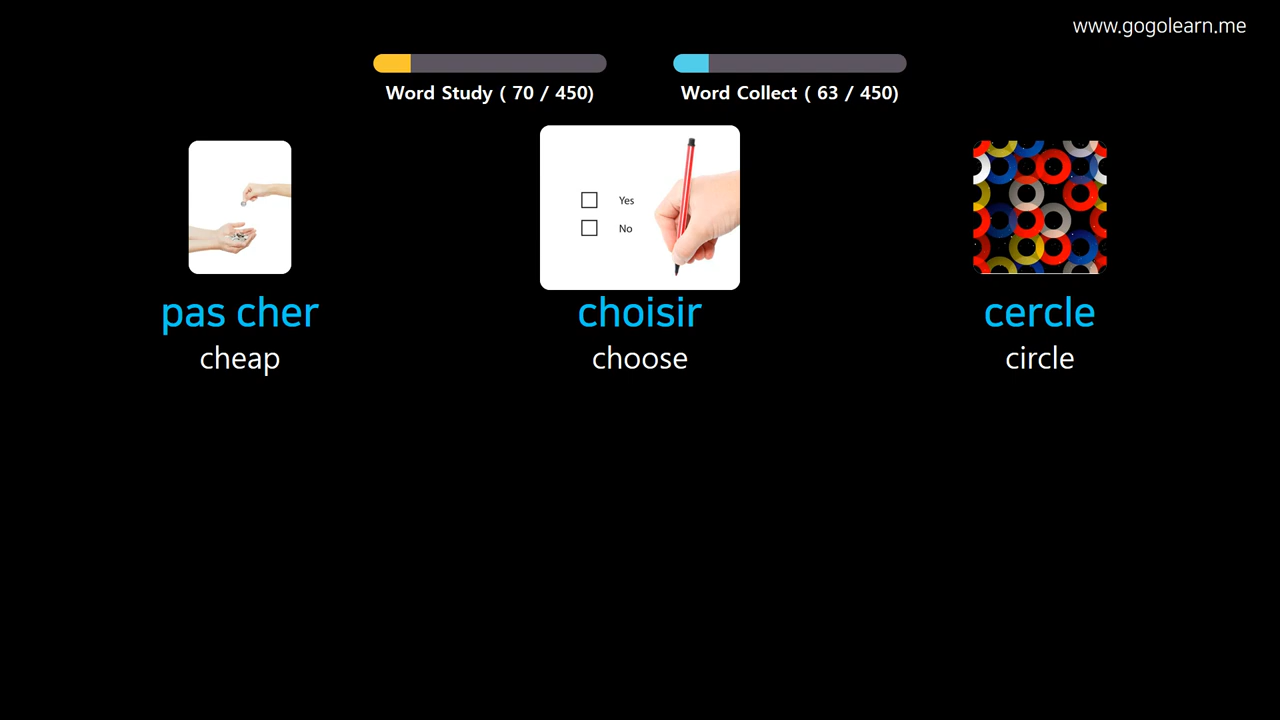 www.gogolearn.me
Word Study ( 70 / 450)
Word Collect ( 63 / 450)
Yes
No
pas cher
choisir
cercle
cheap
choose
circle